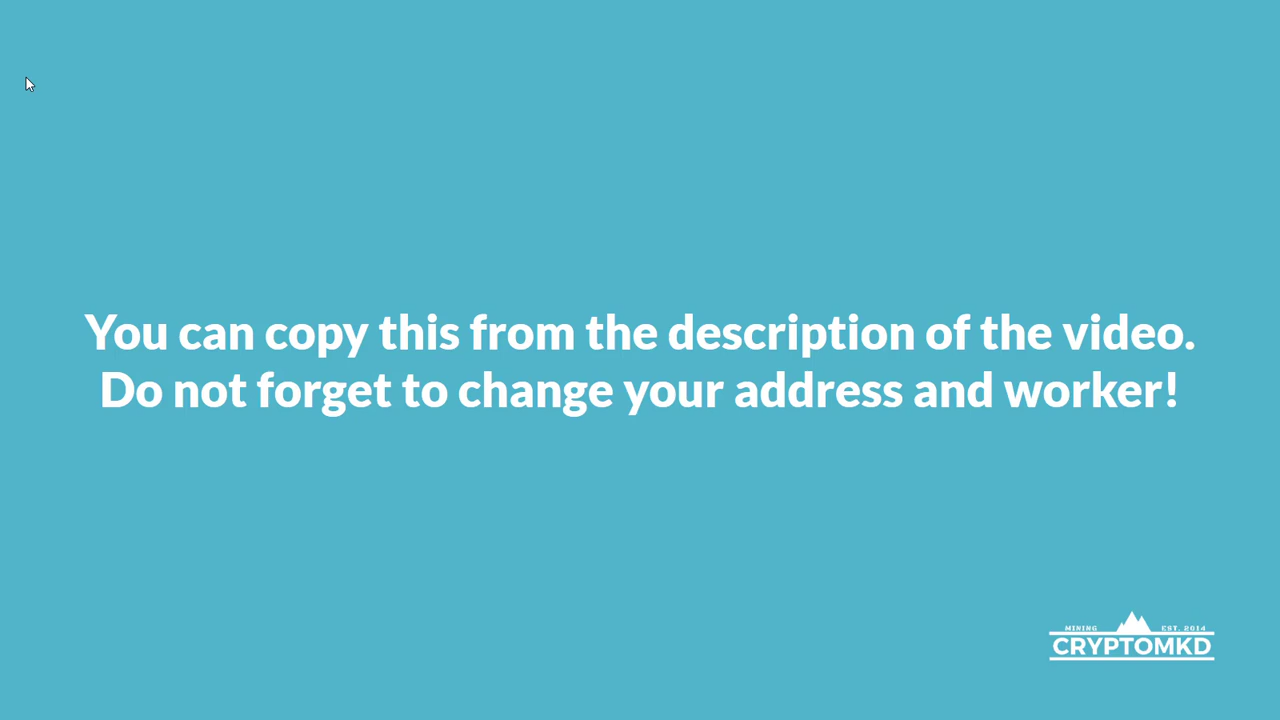 You can copy this from the description of the video.
Do not forget to change your address and worker!
MINING EST. 2014
CRYPTOMKD